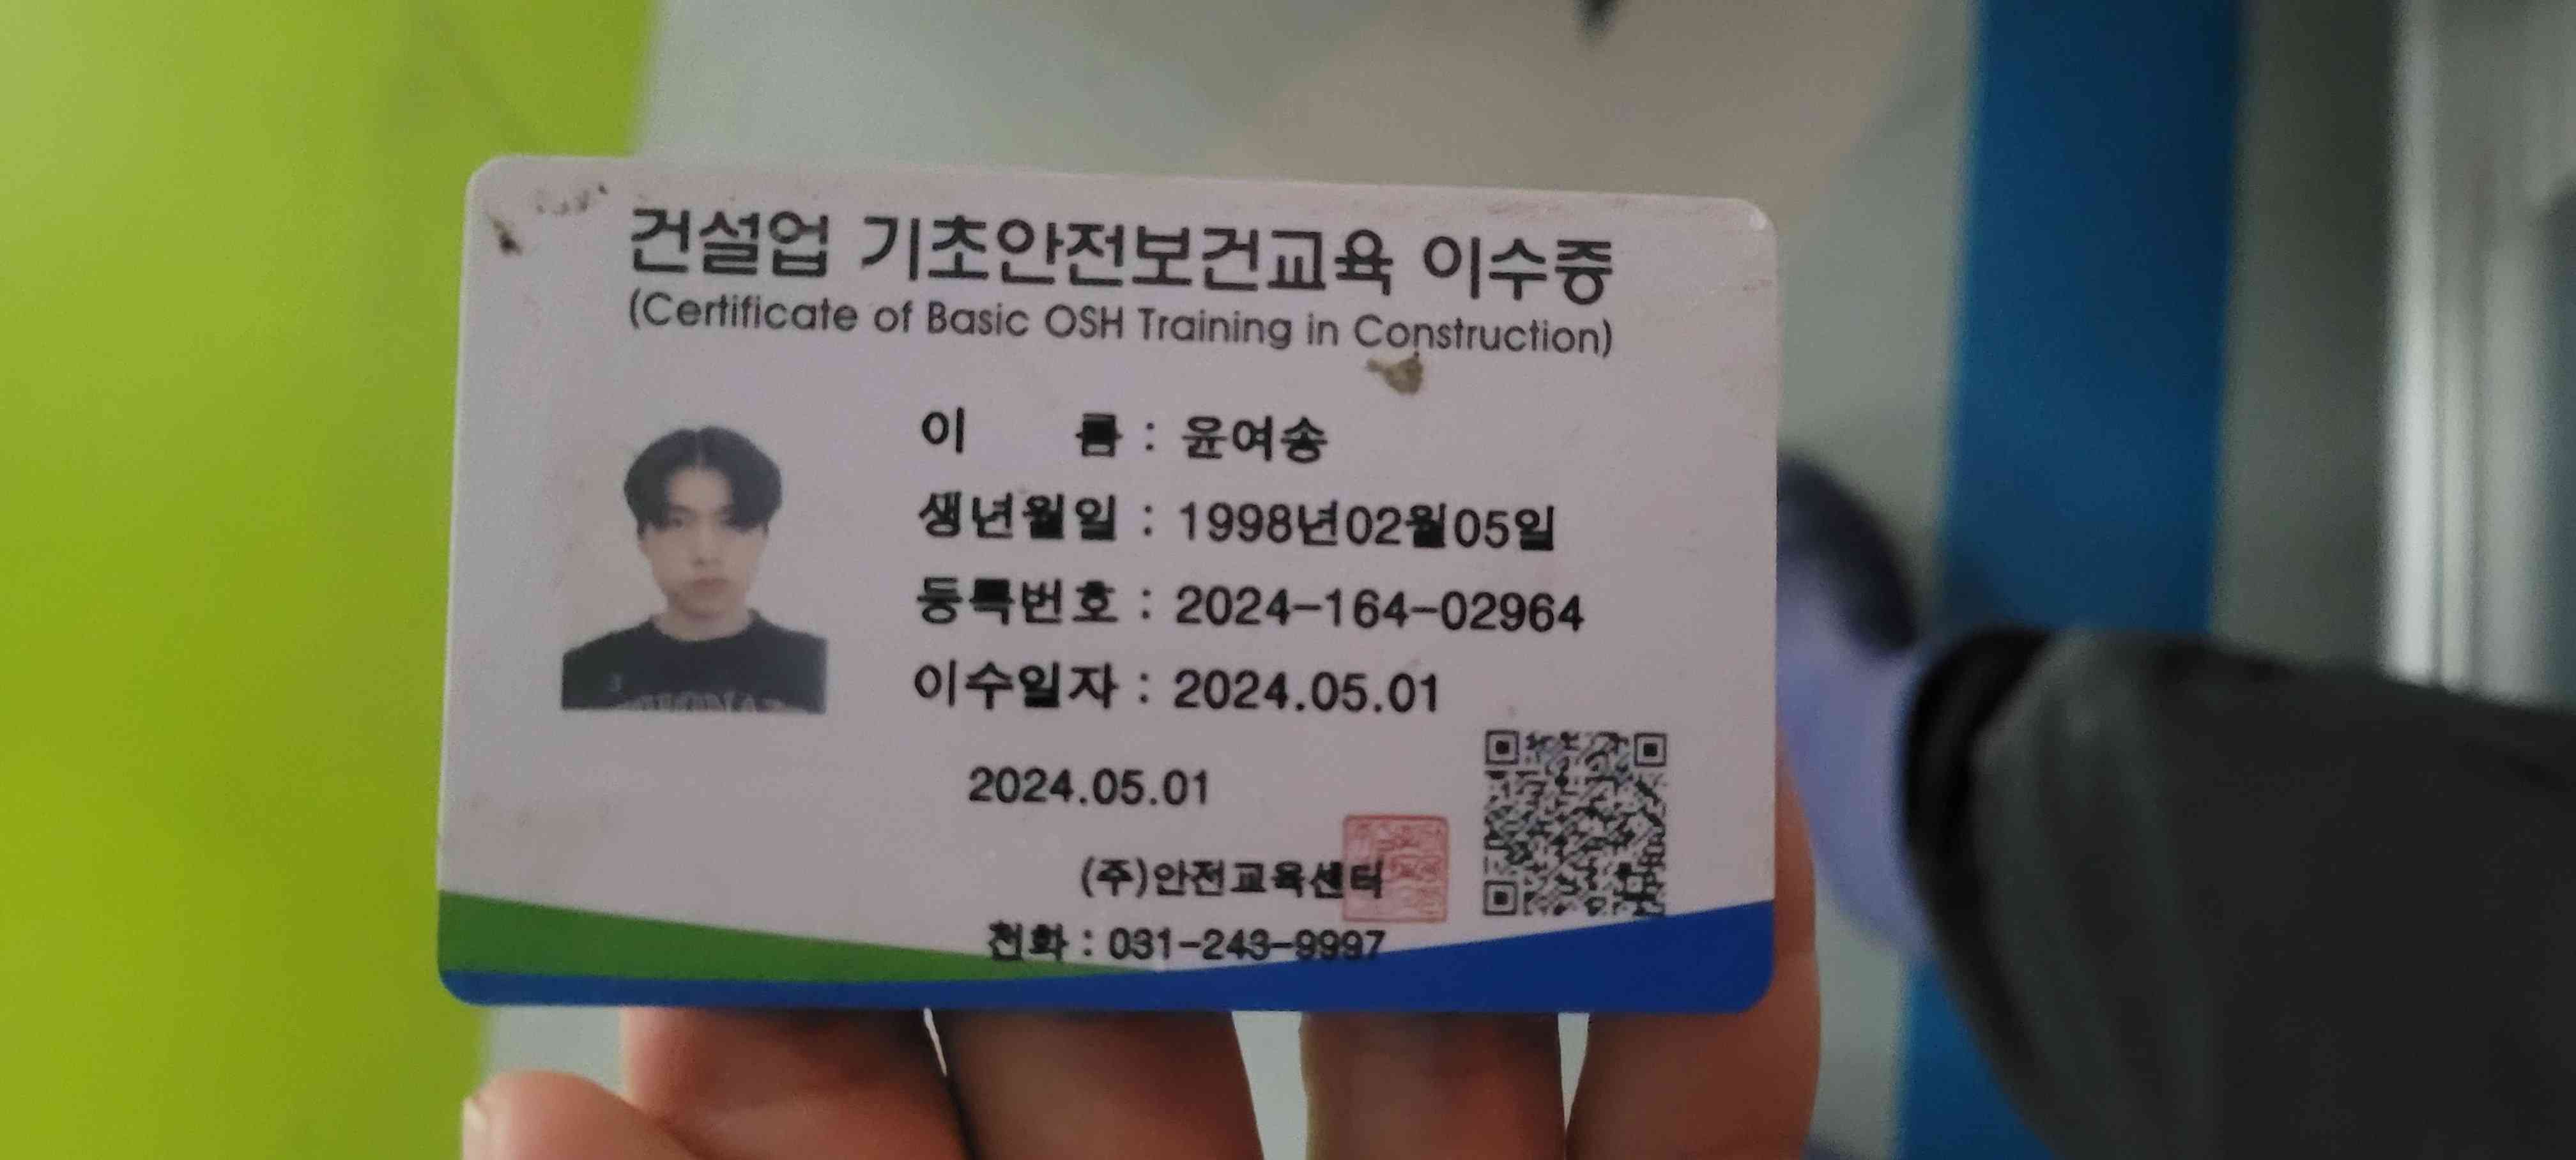 건설업 기초안전보건교육 이수증
(Certificate of Basic OSH Training in Construction)
이 름 : 윤여송
생년월일 : 1998년02월05일
등록번호 : 2024-164-02964
이수일자 : 2024.05.01
2024.05.01
(주)안전교육센터
전화 : 031-243-9997